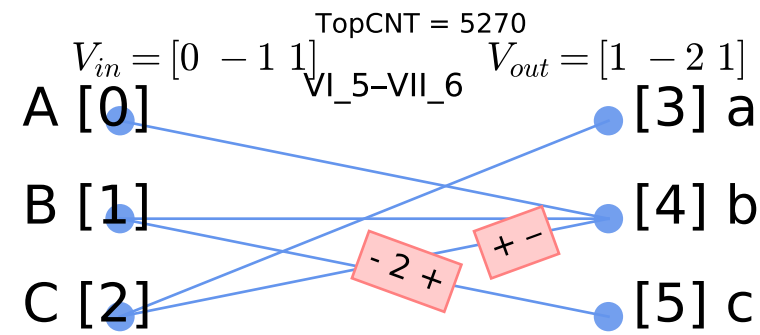 TopCNT = 5270
V_{in} = [0 −1 1] V_{out} = [1 −2 1]
VI_5–VII_6
A [0] [3] a
B [1] [4] b
+ −
- 2 +
C [2] [5] c